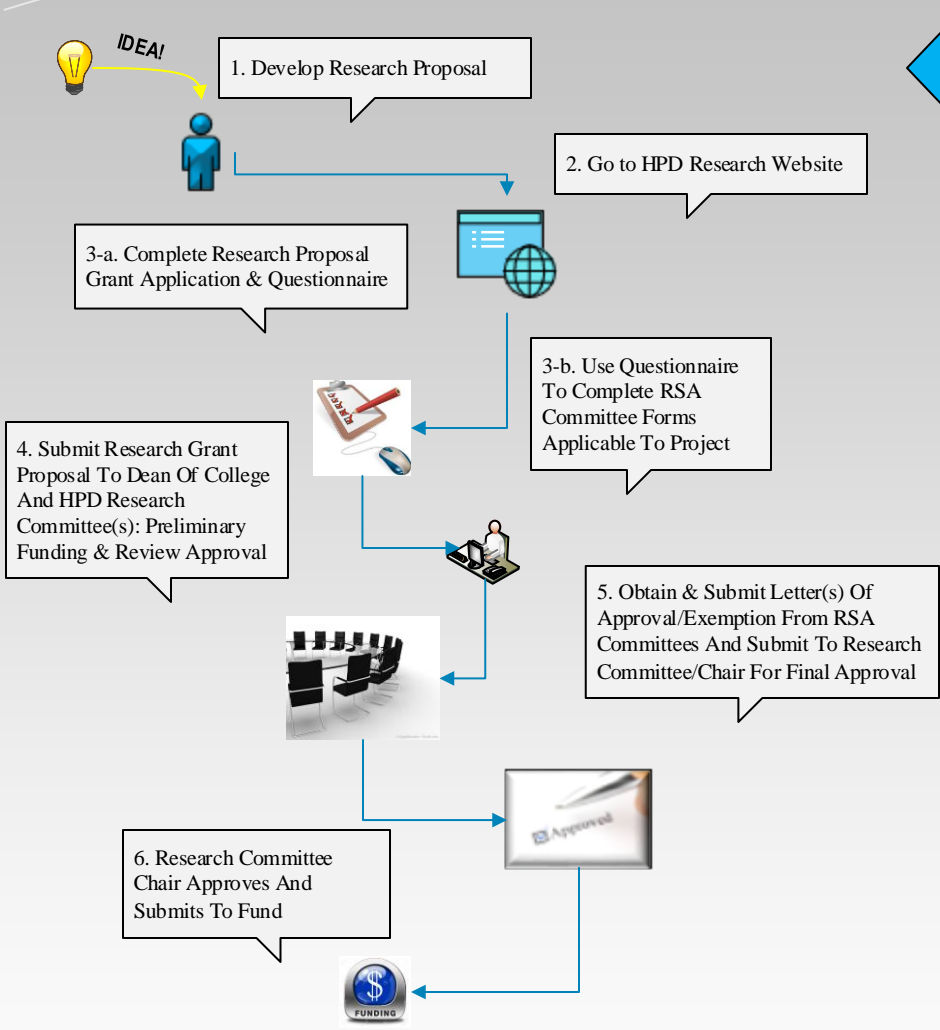 IDEA!
1. Develop Research Proposal
2. Go to HPD Research Website
3-a. Complete Research Proposal
Grant Application & Questionnaire
3-b. Use Questionnaire
To Complete RSA
Committee Forms
Applicable To Project
4. Submit Research Grant
Proposal To Dean Of College
And HPD Research
Committee(s): Preliminary
Funding & Review Approval
5. Obtain & Submit Letter(s) Of
Approval/Exemption From RSA
Committees And Submit To Research
Committee/Chair For Final Approval
Approved
6. Research Committee
Chair Approves And
Submits To Fund
$
FUNDING